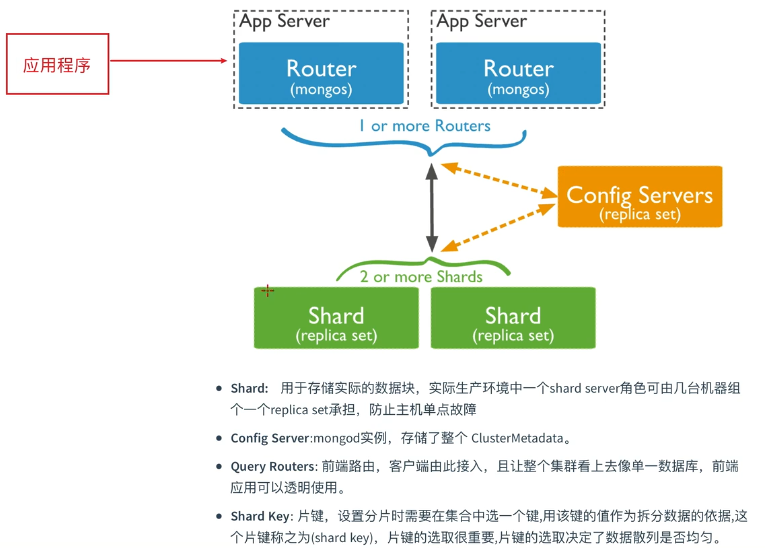 App Server
App Server
应用程序
Router
(mongos)
Router
(mongos)
1 or more Routers
Config Servers
(replica set)
2 or more Shards
Shard
(replica set)
Shard
(replica set)
• Shard: 用于存储实际的数据块，实际生产环境中一个shard server角色可由几台机器组
个一个replica set承担，防止主机单点故障
• Config Server:mongod实例，存储了整个 ClusterMetadata。
• Query Routers: 前端路由，客户端由此接入，且让整个集群看上去像单一数据库，前端
应用可以透明使用。
• Shard Key: 片键，设置分片时需要在集合中选一个键,用该键的值作为拆分数据的依据,这
个片键称之为(shard key)，片键的选取很重要,片键的选取决定了数据散列是否均匀。